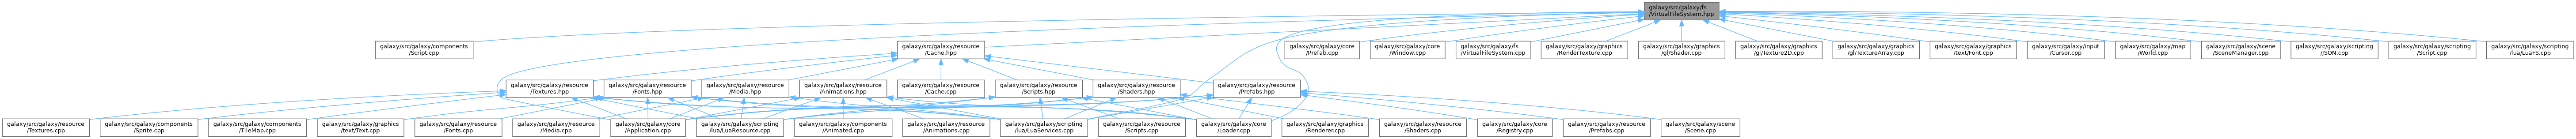 galaxy/src/galaxy/fs
/VirtualFileSystem.hpp
galaxy/src/galaxy/components
/Script.cpp
galaxy/src/galaxy/resource
/Cache.hpp
galaxy/src/galaxy/core
/Prefab.cpp
galaxy/src/galaxy/core
/Window.cpp
galaxy/src/galaxy/fs
/VirtualFileSystem.cpp
galaxy/src/galaxy/graphics
/RenderTexture.cpp
galaxy/src/galaxy/graphics
/gl/Shader.cpp
galaxy/src/galaxy/graphics
/gl/Texture2D.cpp
galaxy/src/galaxy/graphics
/gl/TextureArray.cpp
galaxy/src/galaxy/graphics
/text/Font.cpp
galaxy/src/galaxy/input
/Cursor.cpp
galaxy/src/galaxy/map
/World.cpp
galaxy/src/galaxy/scene
/SceneManager.cpp
galaxy/src/galaxy/scripting
/JSON.cpp
galaxy/src/galaxy/scripting
/Script.cpp
galaxy/src/galaxy/scripting
/lua/LuaFS.cpp
galaxy/src/galaxy/resource
/Textures.hpp
galaxy/src/galaxy/resource
/Fonts.hpp
galaxy/src/galaxy/resource
/Media.hpp
galaxy/src/galaxy/resource
/Animations.hpp
galaxy/src/galaxy/resource
/Cache.cpp
galaxy/src/galaxy/resource
/Scripts.hpp
galaxy/src/galaxy/resource
/Shaders.hpp
galaxy/src/galaxy/resource
/Prefabs.hpp
galaxy/src/galaxy/resource
/Textures.cpp
galaxy/src/galaxy/components
/Sprite.cpp
galaxy/src/galaxy/components
/TileMap.cpp
galaxy/src/galaxy/graphics
/text/Text.cpp
galaxy/src/galaxy/resource
/Fonts.cpp
galaxy/src/galaxy/resource
/Media.cpp
galaxy/src/galaxy/core
/Application.cpp
galaxy/src/galaxy/scripting
/lua/LuaResource.cpp
galaxy/src/galaxy/components
/Animated.cpp
galaxy/src/galaxy/resource
/Animations.cpp
galaxy/src/galaxy/scripting
/lua/LuaServices.cpp
galaxy/src/galaxy/resource
/Scripts.cpp
galaxy/src/galaxy/core
/Loader.cpp
galaxy/src/galaxy/graphics
/Renderer.cpp
galaxy/src/galaxy/resource
/Shaders.cpp
galaxy/src/galaxy/core
/Registry.cpp
galaxy/src/galaxy/resource
/Prefabs.cpp
galaxy/src/galaxy/scene
/Scene.cpp